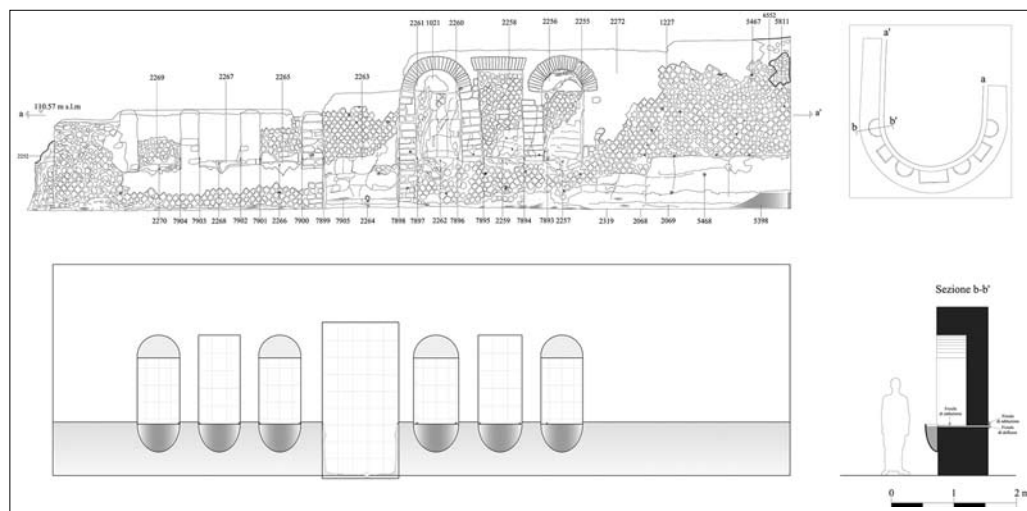 2261 1021 2260 2258 2256 2255 2272 1227 5467 6552 5811
2269 2267 2265 2263
a 110.57 m s.l.m a'
2270 7904 7903 2268 7902 7901 2266 7900 7899 7905 2264 7898 7897 2262 7896 7895 2259 7894 7893 2257 2319 2068 2069 5468 5398
a'
a
b b'
Sezione b-b'
0 1 2 m